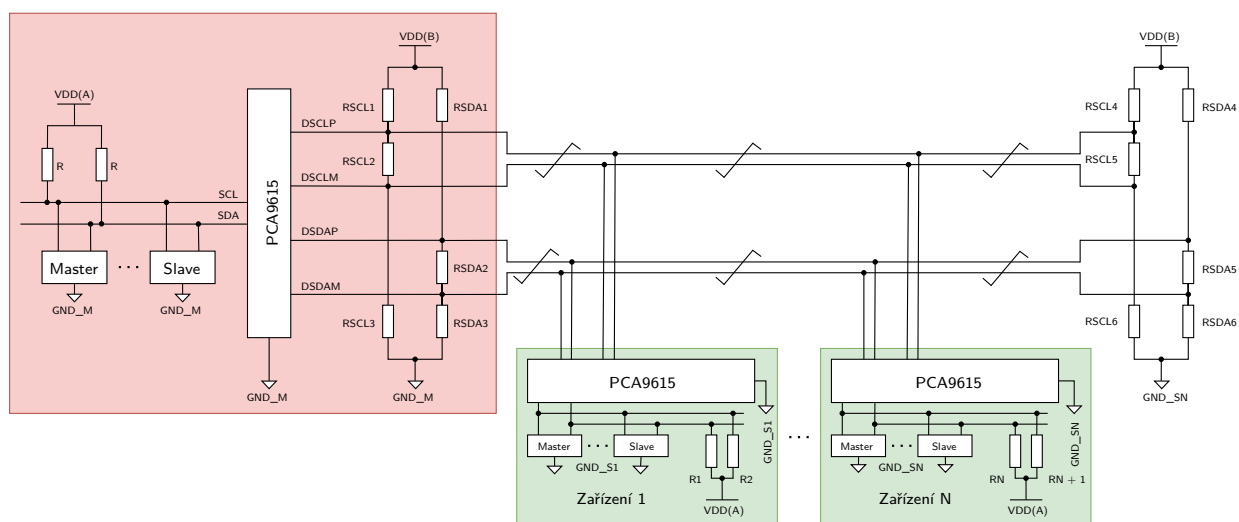 VDD(B)
VDD(B)
VDD(A)
RSCL1
RSDA1
RSCL4
RSDA4
DSCLP
R
R
RSCL2
RSCL5
DSCLM
SCL
SDA
PCA9615
DSDAP
Master
···
Slave
RSDA2
RSDA5
DSDAM
GND_M
GND_M
RSCL3
RSDA3
RSCL6
RSDA6
GND_M
GND_M
GND_SN
PCA9615
PCA9615
GND_S1
GND_SN
Master
···
Slave
···
Master
···
Slave
GND_S1
GND_SN
R1
R2
RN
RN + 1
Zařízení 1
VDD(A)
Zařízení N
VDD(A)